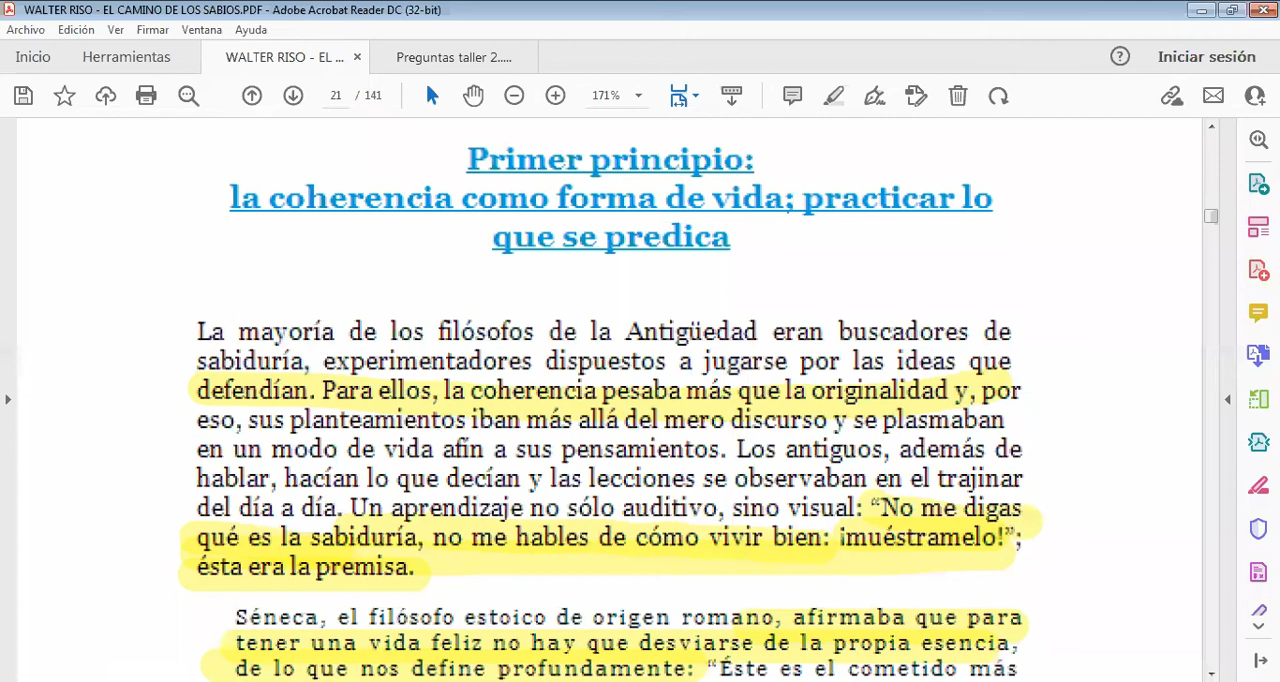 WALTER RISO - EL CAMINO DE LOS SABIOS.PDF - Adobe Acrobat Reader DC (32-bit)
Archivo Edición Ver Firmar Ventana Ayuda
Inicio Herramientas WALTER RISO - EL ... × Preguntas taller 2..... ? Iniciar sesión
21 / 141 171%
Primer principio:
la coherencia como forma de vida; practicar lo
que se predica
La mayoría de los filósofos de la Antigüedad eran buscadores de
sabiduría, experimentadores dispuestos a jugarse por las ideas que
defendían. Para ellos, la coherencia pesaba más que la originalidad y, por
eso, sus planteamientos iban más allá del mero discurso y se plasmaban
en un modo de vida afín a sus pensamientos. Los antiguos, además de
hablar, hacían lo que decían y las lecciones se observaban en el trajinar
del día a día. Un aprendizaje no sólo auditivo, sino visual: “No me digas
qué es la sabiduría, no me hables de cómo vivir bien: ¡muéstramelo!”;
ésta era la premisa.
Séneca, el filósofo estoico de origen romano, afirmaba que para
tener una vida feliz no hay que desviarse de la propia esencia,
de lo que nos define profundamente: “Éste es el cometido más